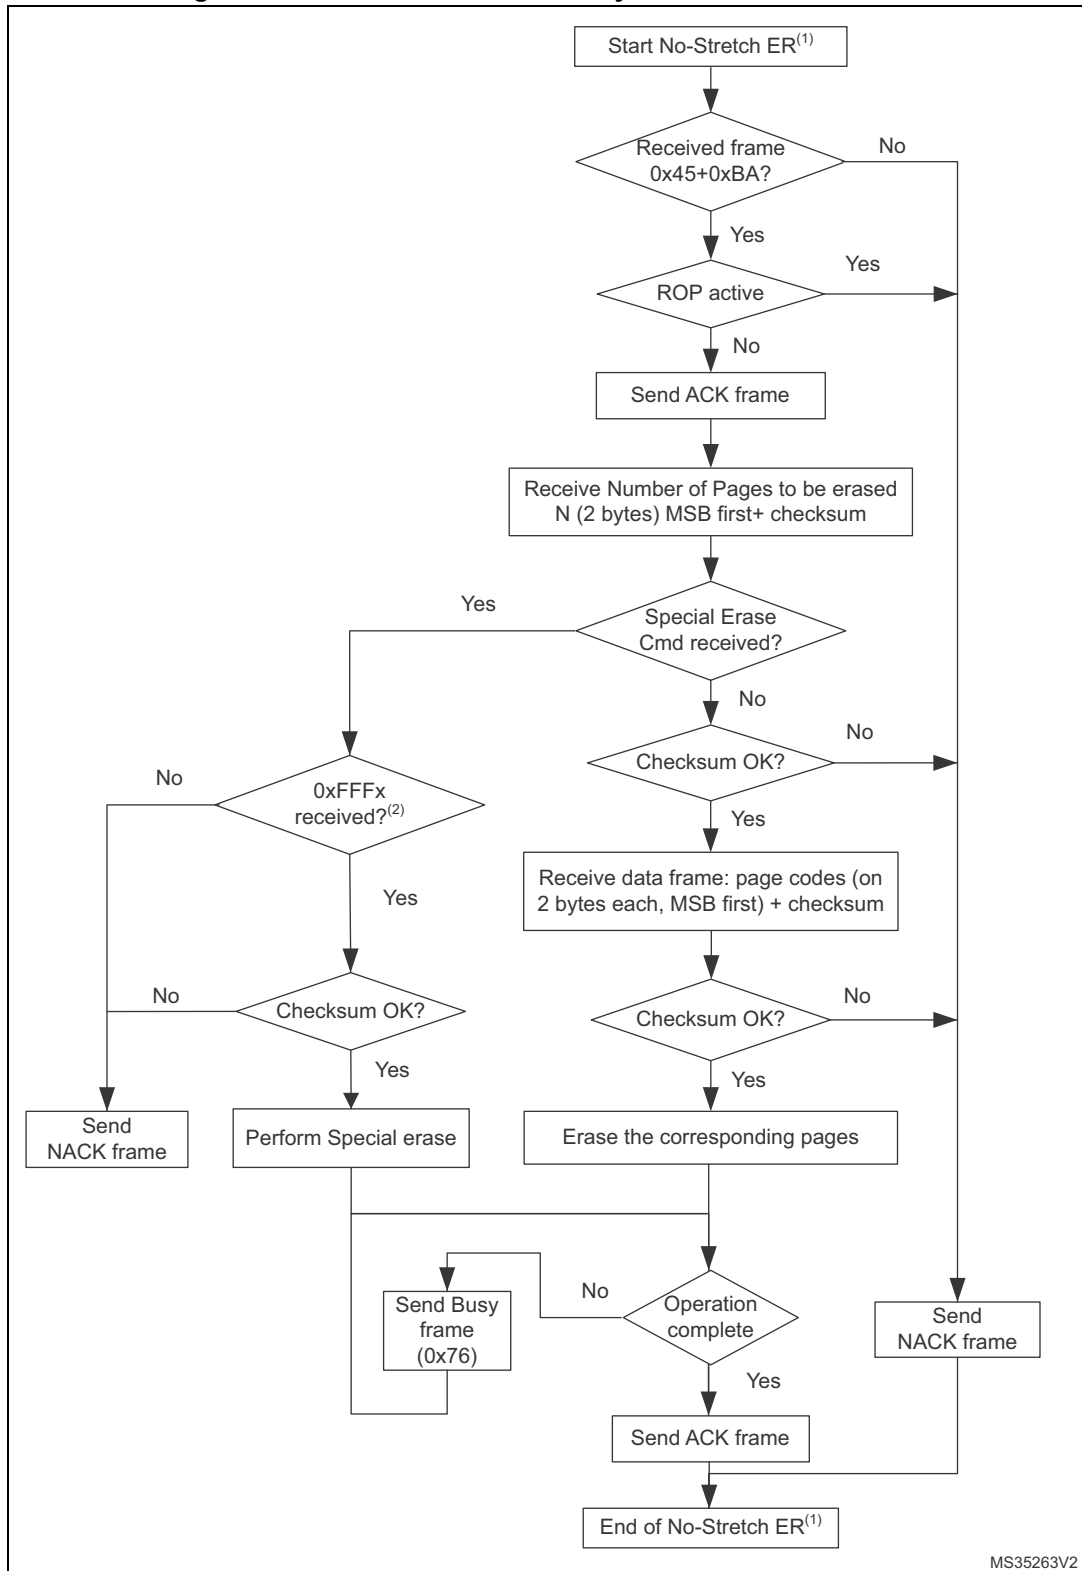 Start No-Stretch ER(1)
Received frame
0x45+0xBA?
No
Yes
ROP active
Yes
No
Send ACK frame
Receive Number of Pages to be erased
N (2 bytes) MSB first+ checksum
Special Erase
Cmd received?
Yes
No
Checksum OK?
No
Yes
0xFFFx
received?(2)
No
Yes
Receive data frame: page codes (on
2 bytes each, MSB first) + checksum
Checksum OK?
No
Yes
Checksum OK?
No
Yes
Send
NACK frame
Perform Special erase
Erase the corresponding pages
Operation
complete
No
Yes
Send Busy
frame
(0x76)
Send
NACK frame
Send ACK frame
End of No-Stretch ER(1)
MS35263V2